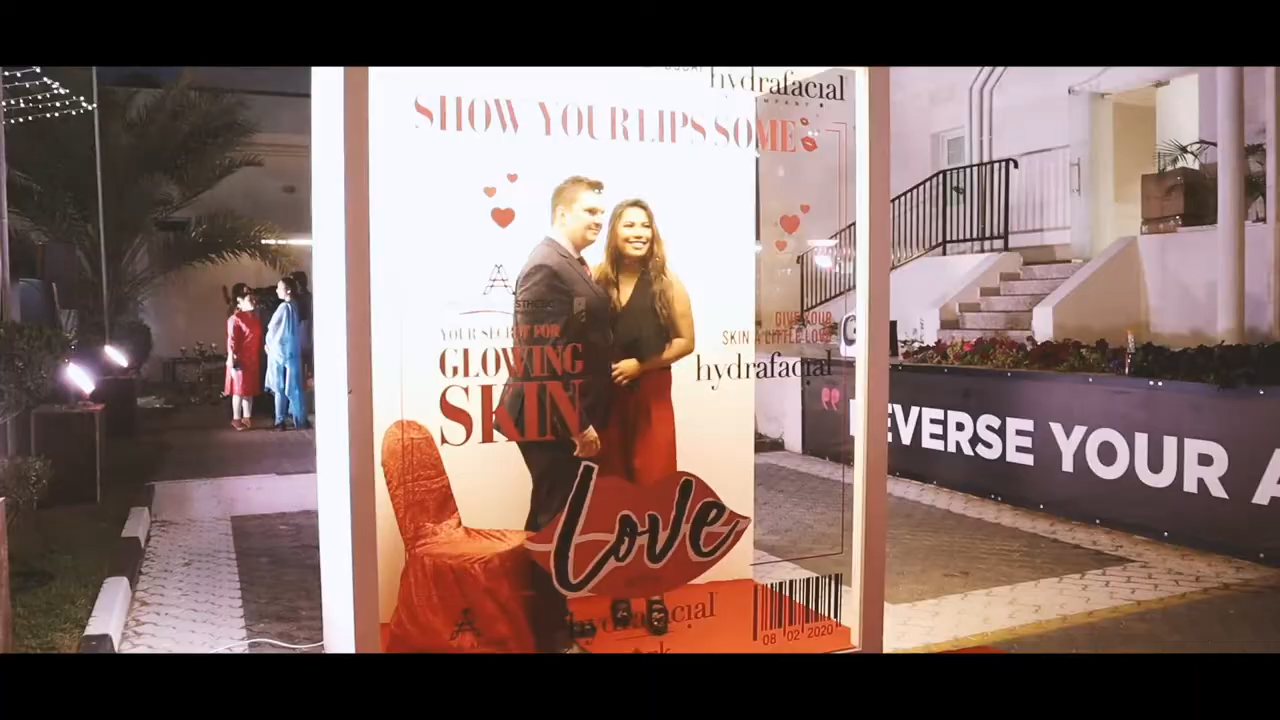 hydrafacial
SHOW YOUR LIPS SOME
YOUR SECRET FOR
GLOWING
SKIN
GIVE YOUR
SKIN A LITTLE LOVE
hydrafacial
EVERSE YOUR A
Love
hydrafacial
08 02 2020